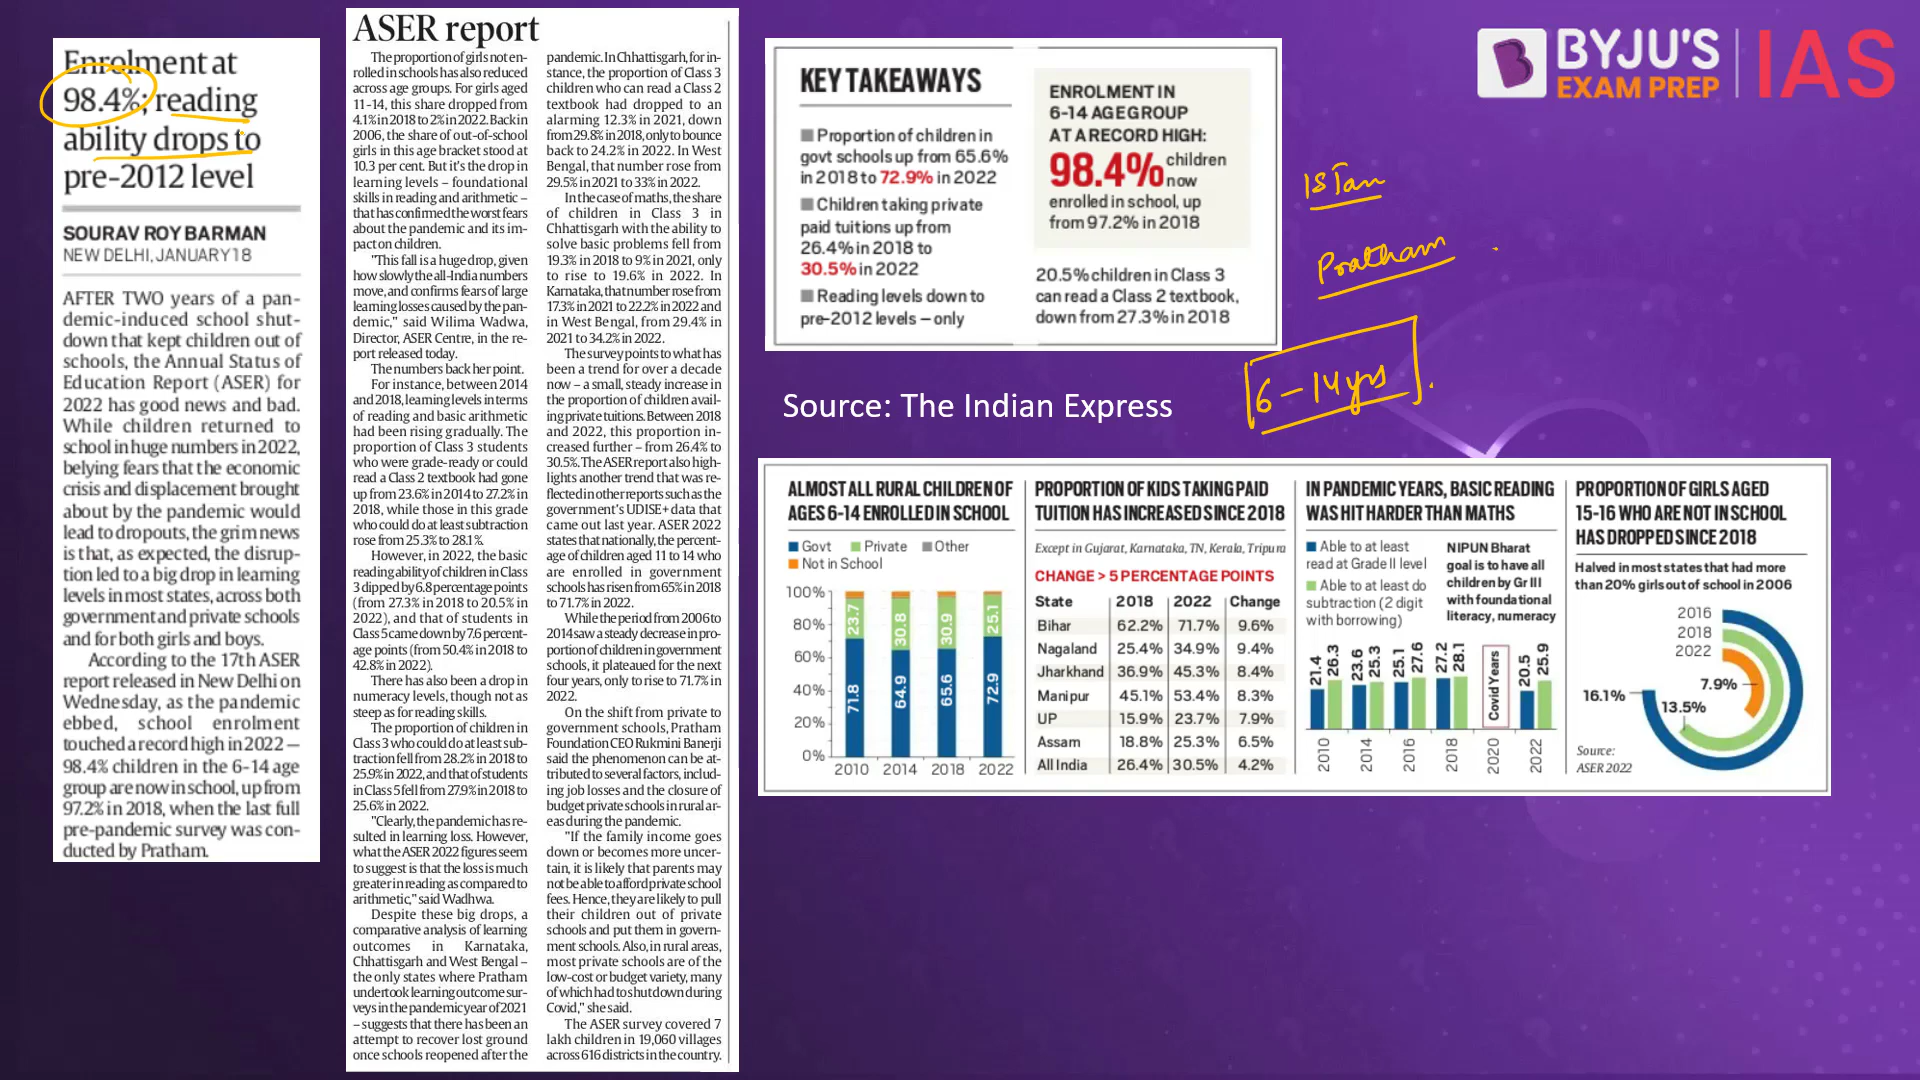 Enrolment at
98.4%; reading
ability drops to
pre-2012 level
SOURAV ROY BARMAN
NEW DELHI, JANUARY 18
AFTER TWO years of a pan-
demic-induced school shut-
down that kept children out of
schools, the Annual Status of
Education Report (ASER) for
2022 has good news and bad.
While children returned to
school in huge numbers in 2022,
belying fears that the economic
crisis and displacement brought
about by the pandemic would
lead to dropouts, the grim news
is that, as expected, the disrup-
tion led to a big drop in learning
levels in most states, across both
government and private schools
and for both girls and boys.
According to the 17th ASER
report released in New Delhi on
Wednesday, as the pandemic
ebbed, school enrolment
touched a record high in 2022 —
98.4% children in the 6-14 age
group are now in school, up from
97.2% in 2018, when the last full
pre-pandemic survey was con-
ducted by Pratham.
ASER report
The proportion of girls not en-
rolled in schools has also reduced
across age groups. For girls aged
11-14, this share dropped from
4.1% in 2018 to 2% in 2022. Back in
2006, the share of out-of-school
girls in this age bracket stood at
10.3 per cent. But it's the drop in
learning levels – foundational
skills in reading and arithmetic –
that has confirmed the worst fears
about the pandemic and its im-
pact on children.
"This fall is a huge drop, given
how slowly the all-India numbers
move, and confirms fears of large
learning losses caused by the pan-
demic," said Wilima Wadwa,
Director, ASER Centre, in the re-
port released today.
The numbers back her point.
For instance, between 2014
and 2018, learning levels in terms
of reading and basic arithmetic
had been rising gradually. The
proportion of Class 3 students
who were grade-ready or could
read a Class 2 textbook had gone
up from 23.6% in 2014 to 27.2% in
2018, while those in this grade
who could do at least subtraction
rose from 25.3% to 28.1%.
However, in 2022, the basic
reading ability of children in Class
3 dipped by 6.8 percentage points
(from 27.3% in 2018 to 20.5% in
2022), and that of students in
Class 5 came down by 7.6 percent-
age points (from 50.4% in 2018 to
42.8% in 2022).
There has also been a drop in
numeracy levels, though not as
steep as for reading skills.
The proportion of children in
Class 3 who could do at least sub-
traction fell from 28.2% in 2018 to
25.9% in 2022, and that of students
in Class 5 fell from 27.9% in 2018 to
25.6% in 2022.
"Clearly, the pandemic has re-
sulted in learning loss. However,
what the ASER 2022 figures seem
to suggest is that the loss is much
greater in reading as compared to
arithmetic," said Wadhwa.
Despite these big drops, a
comparative analysis of learning
outcomes in Karnataka,
Chhattisgarh and West Bengal –
the only states where Pratham
undertook learning outcome sur-
veys in the pandemic year of 2021
– suggests that there has been an
attempt to recover lost ground
once schools reopened after the
pandemic. In Chhattisgarh, for in-
stance, the proportion of Class 3
children who can read a Class 2
textbook had dropped to an
alarming 12.3% in 2021, down
from 29.8% in 2018, only to bounce
back to 24.2% in 2022. In West
Bengal, that number rose from
29.5% in 2021 to 33% in 2022.
In the case of maths, the share
of children in Class 3 in
Chhattisgarh with the ability to
solve basic problems fell from
19.3% in 2018 to 9% in 2021, only
to rise to 19.6% in 2022. In
Karnataka, that number rose from
17.3% in 2021 to 22.2% in 2022 and
in West Bengal, from 29.4% in
2021 to 34.2% in 2022.
The survey points to what has
been a trend for over a decade
now – a small, steady increase in
the proportion of children avail-
ing private tuitions. Between 2018
and 2022, this proportion in-
creased further – from 26.4% to
30.5%. The ASER report also high-
lights another trend that was re-
flected in other reports such as the
government's UDISE+ data that
came out last year. ASER 2022
states that nationally, the percent-
age of children aged 11 to 14 who
are enrolled in government
schools has risen from 65% in 2018
to 71.7% in 2022.
While the period from 2006 to
2014 saw a steady decrease in pro-
portion of children in government
schools, it plateaued for the next
four years, only to rise to 71.7% in
2022.
On the shift from private to
government schools, Pratham
Foundation CEO Rukmini Banerji
said the phenomenon can be at-
tributed to several factors, includ-
ing job losses and the closure of
budget private schools in rural ar-
eas during the pandemic.
"If the family income goes
down or becomes more uncer-
tain, it is likely that parents may
not be able to afford private school
fees. Hence, they are likely to pull
their children out of private
schools and put them in govern-
ment schools. Also, in rural areas,
most private schools are of the
low-cost or budget variety, many
of which had to shut down during
Covid," she said.
The ASER survey covered 7
lakh children in 19,060 villages
across 616 districts in the country.
KEY TAKEAWAYS
Proportion of children in
govt schools up from 65.6%
in 2018 to 72.9% in 2022
Children taking private
paid tuitions up from
26.4% in 2018 to
30.5% in 2022
Reading levels down to
pre-2012 levels – only
ENROLMENT IN
6-14 AGE GROUP
AT A RECORD HIGH:
98.4% children now
enrolled in school, up
from 97.2% in 2018
20.5% children in Class 3
can read a Class 2 textbook,
down from 27.3% in 2018
BYJU'S
EXAM PREP
IAS
18 Jan
Pratham
6-14 yrs
Source: The Indian Express
ALMOST ALL RURAL CHILDREN OF
AGES 6-14 ENROLLED IN SCHOOL
Govt Private Other
Not in School
100%
80%
60%
40%
20%
0%
23.7 30.8 30.9 25.1
71.8 64.9 65.6 72.9
2010 2014 2018 2022
PROPORTION OF KIDS TAKING PAID
TUITION HAS INCREASED SINCE 2018
Except in Gujarat, Karnataka, TN, Kerala, Tripura
CHANGE > 5 PERCENTAGE POINTS
State 2018 2022 Change
Bihar 62.2% 71.7% 9.6%
Nagaland 25.4% 34.9% 9.4%
Jharkhand 36.9% 45.3% 8.4%
Manipur 45.1% 53.4% 8.3%
UP 15.9% 23.7% 7.9%
Assam 18.8% 25.3% 6.5%
All India 26.4% 30.5% 4.2%
IN PANDEMIC YEARS, BASIC READING
WAS HIT HARDER THAN MATHS
Able to at least
read at Grade II level
Able to at least do
subtraction (2 digit
with borrowing)
NIPUN Bharat
goal is to have all
children by Gr III
with foundational
literacy, numeracy
21.4 26.3 23.6 25.3 25.1 27.6 27.2 28.1 Covid Years 20.5 25.9
2010 2014 2016 2018 2020 2022
PROPORTION OF GIRLS AGED
15-16 WHO ARE NOT IN SCHOOL
HAS DROPPED SINCE 2018
Halved in most states that had more
than 20% girls out of school in 2006
2016
2018
2022
7.9%
16.1%
13.5%
Source:
ASER 2022